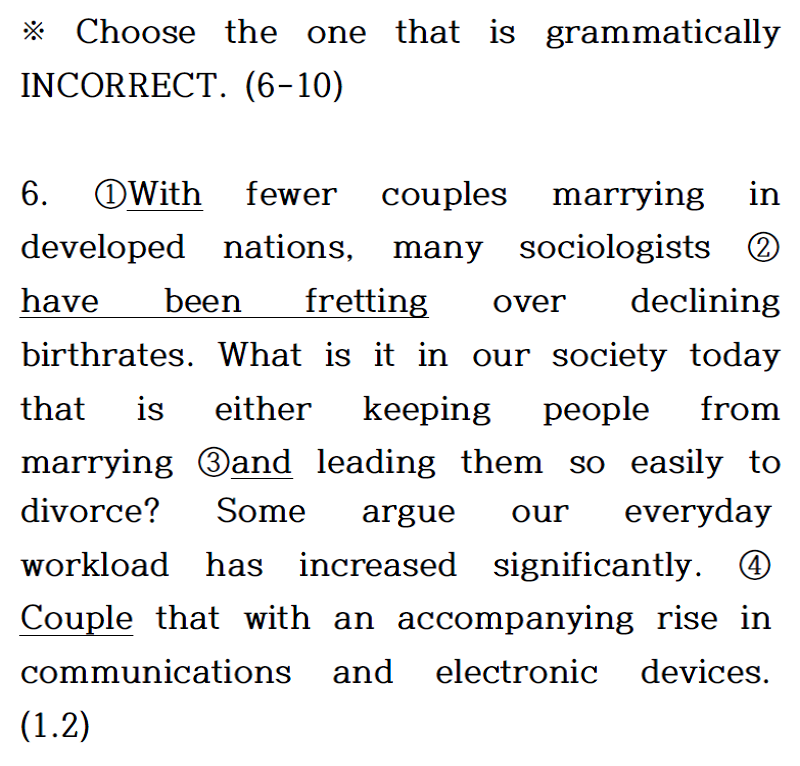 ※ Choose the one that is grammatically
INCORRECT. (6-10)
6. ①With fewer couples marrying in
developed nations, many sociologists ②
have been fretting over declining
birthrates. What is it in our society today
that is either keeping people from
marrying ③and leading them so easily to
divorce? Some argue our everyday
workload has increased significantly. ④
Couple that with an accompanying rise in
communications and electronic devices.
(1.2)